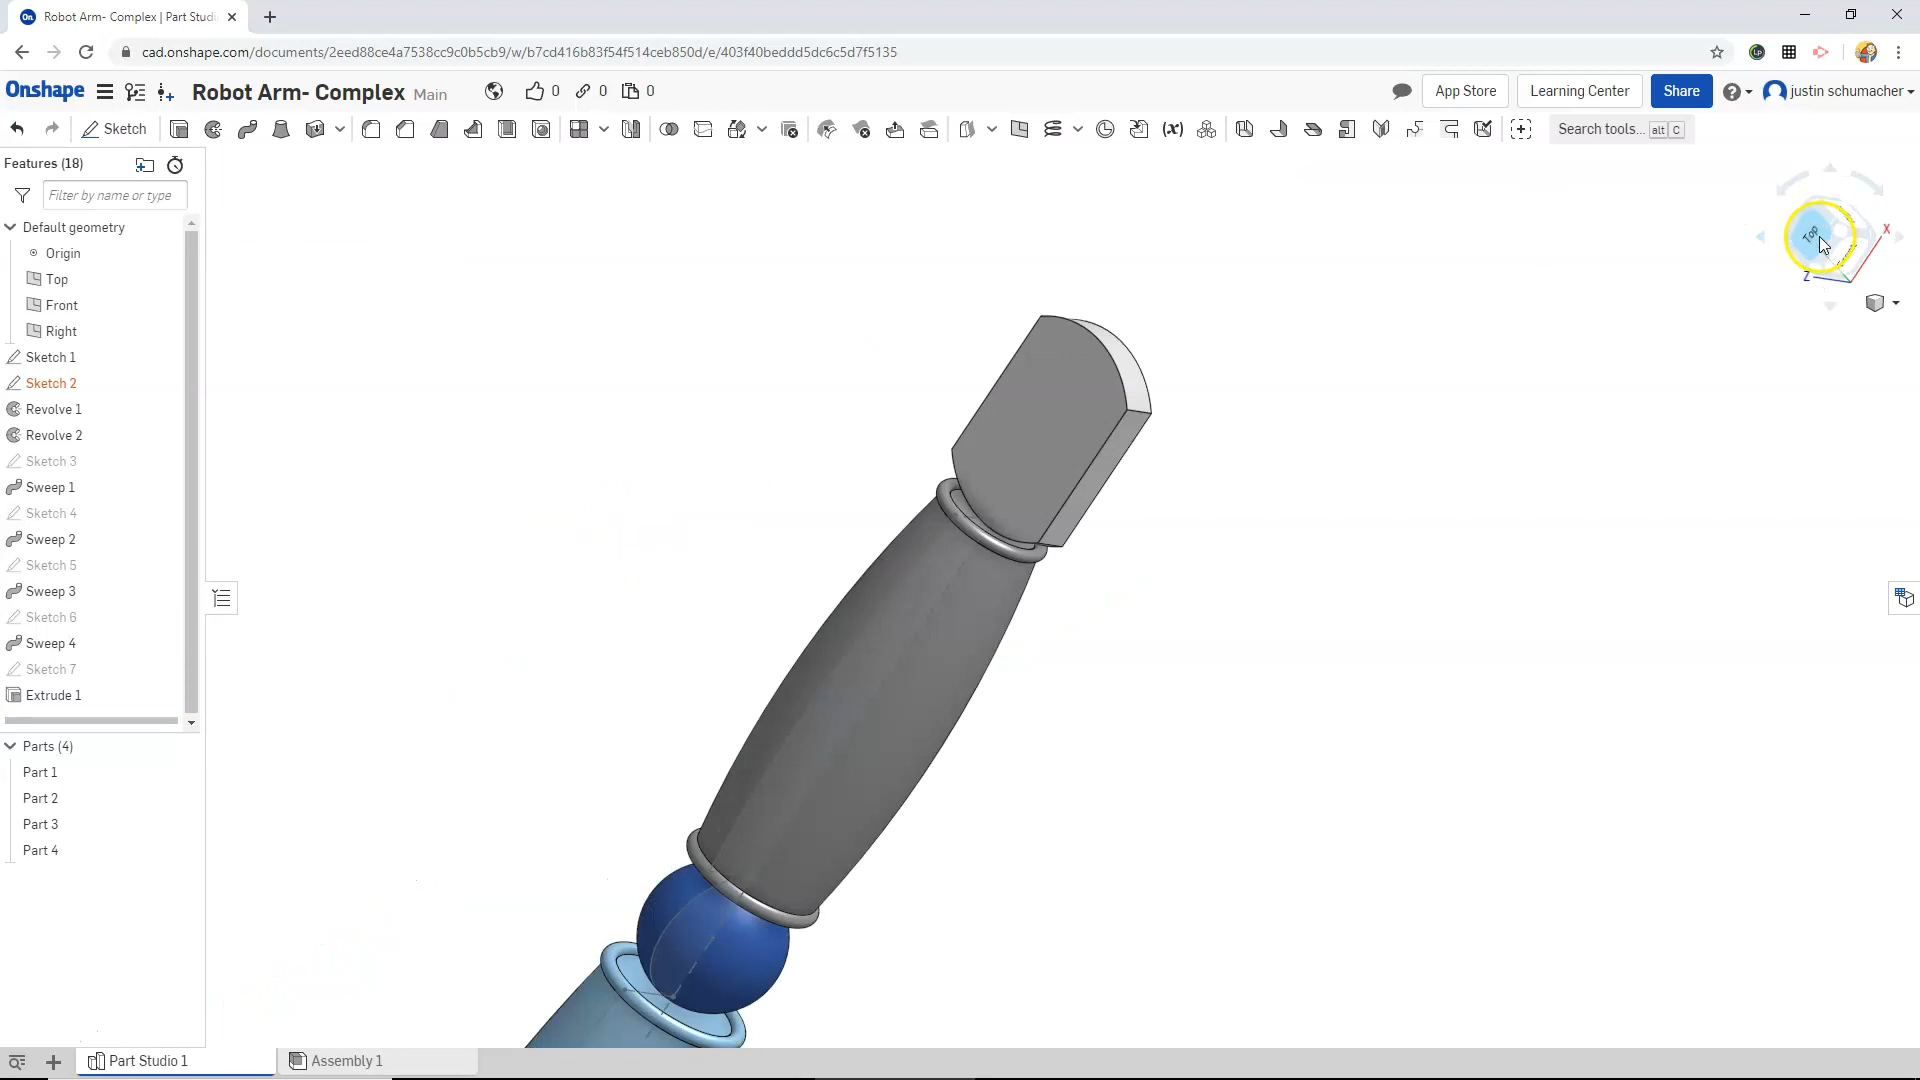 Robot Arm- Complex | Part Studi
cad.onshape.com/documents/2eed88ce4a7538cc9c0b5cb9/w/b7cd416b83f54f514ceb850d/e/403f40beddd5dc6c5d7f5135
Onshape Robot Arm- Complex Main 0 0 0 App Store Learning Center Share justin schumacher
Sketch (x) Search tools... alt C
Features (18)
Filter by name or type
Default geometry
Origin
Top
Front
Right
Sketch 1
Sketch 2
Revolve 1
Revolve 2
Sketch 3
Sweep 1
Sketch 4
Sweep 2
Sketch 5
Sweep 3
Sketch 6
Sweep 4
Sketch 7
Extrude 1
Parts (4)
Part 1
Part 2
Part 3
Part 4
Top
X
Z
Part Studio 1 Assembly 1